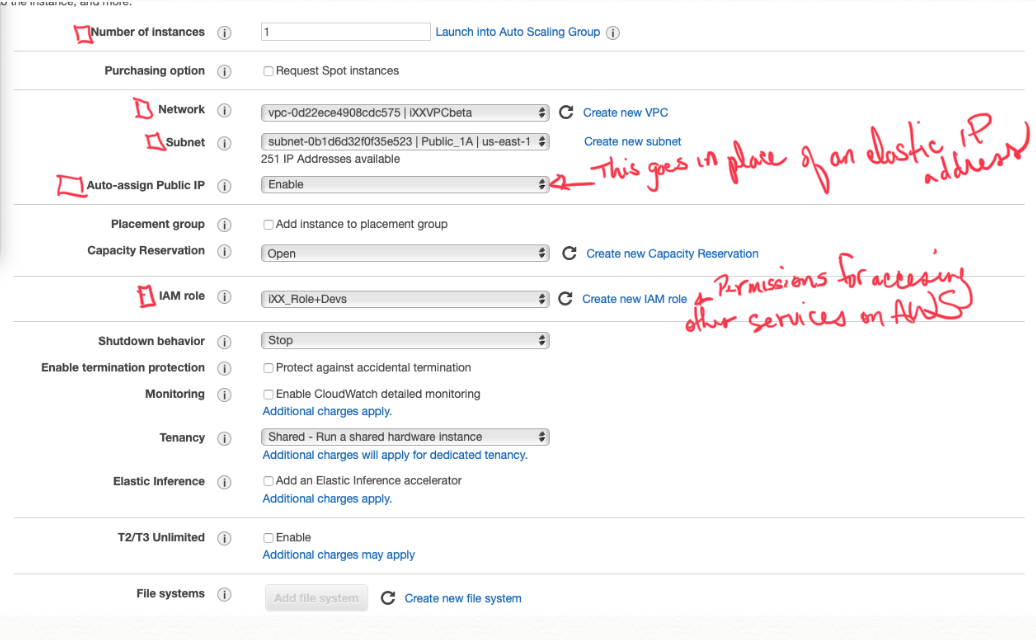 to the instance, and more.
Number of instances i 1 Launch into Auto Scaling Group i
Purchasing option i Request Spot instances
Network i vpc-0d22ece4908cdc575 | iXXVPCbeta Create new VPC
Subnet i subnet-0b1d6d32f0f35e523 | Public_1A | us-east-1 Create new subnet
251 IP Addresses available
This goes in place of an elastic IP
address
Auto-assign Public IP i Enable
Placement group i Add instance to placement group
Capacity Reservation i Open Create new Capacity Reservation
Permissions for accessing
IAM role i iXX_Role+Devs Create new IAM role
other services on AWS
Shutdown behavior i Stop
Enable termination protection i Protect against accidental termination
Monitoring i Enable CloudWatch detailed monitoring
Additional charges apply.
Tenancy i Shared - Run a shared hardware instance
Additional charges will apply for dedicated tenancy.
Elastic Inference i Add an Elastic Inference accelerator
Additional charges apply.
T2/T3 Unlimited i Enable
Additional charges may apply
File systems i Add file system Create new file system